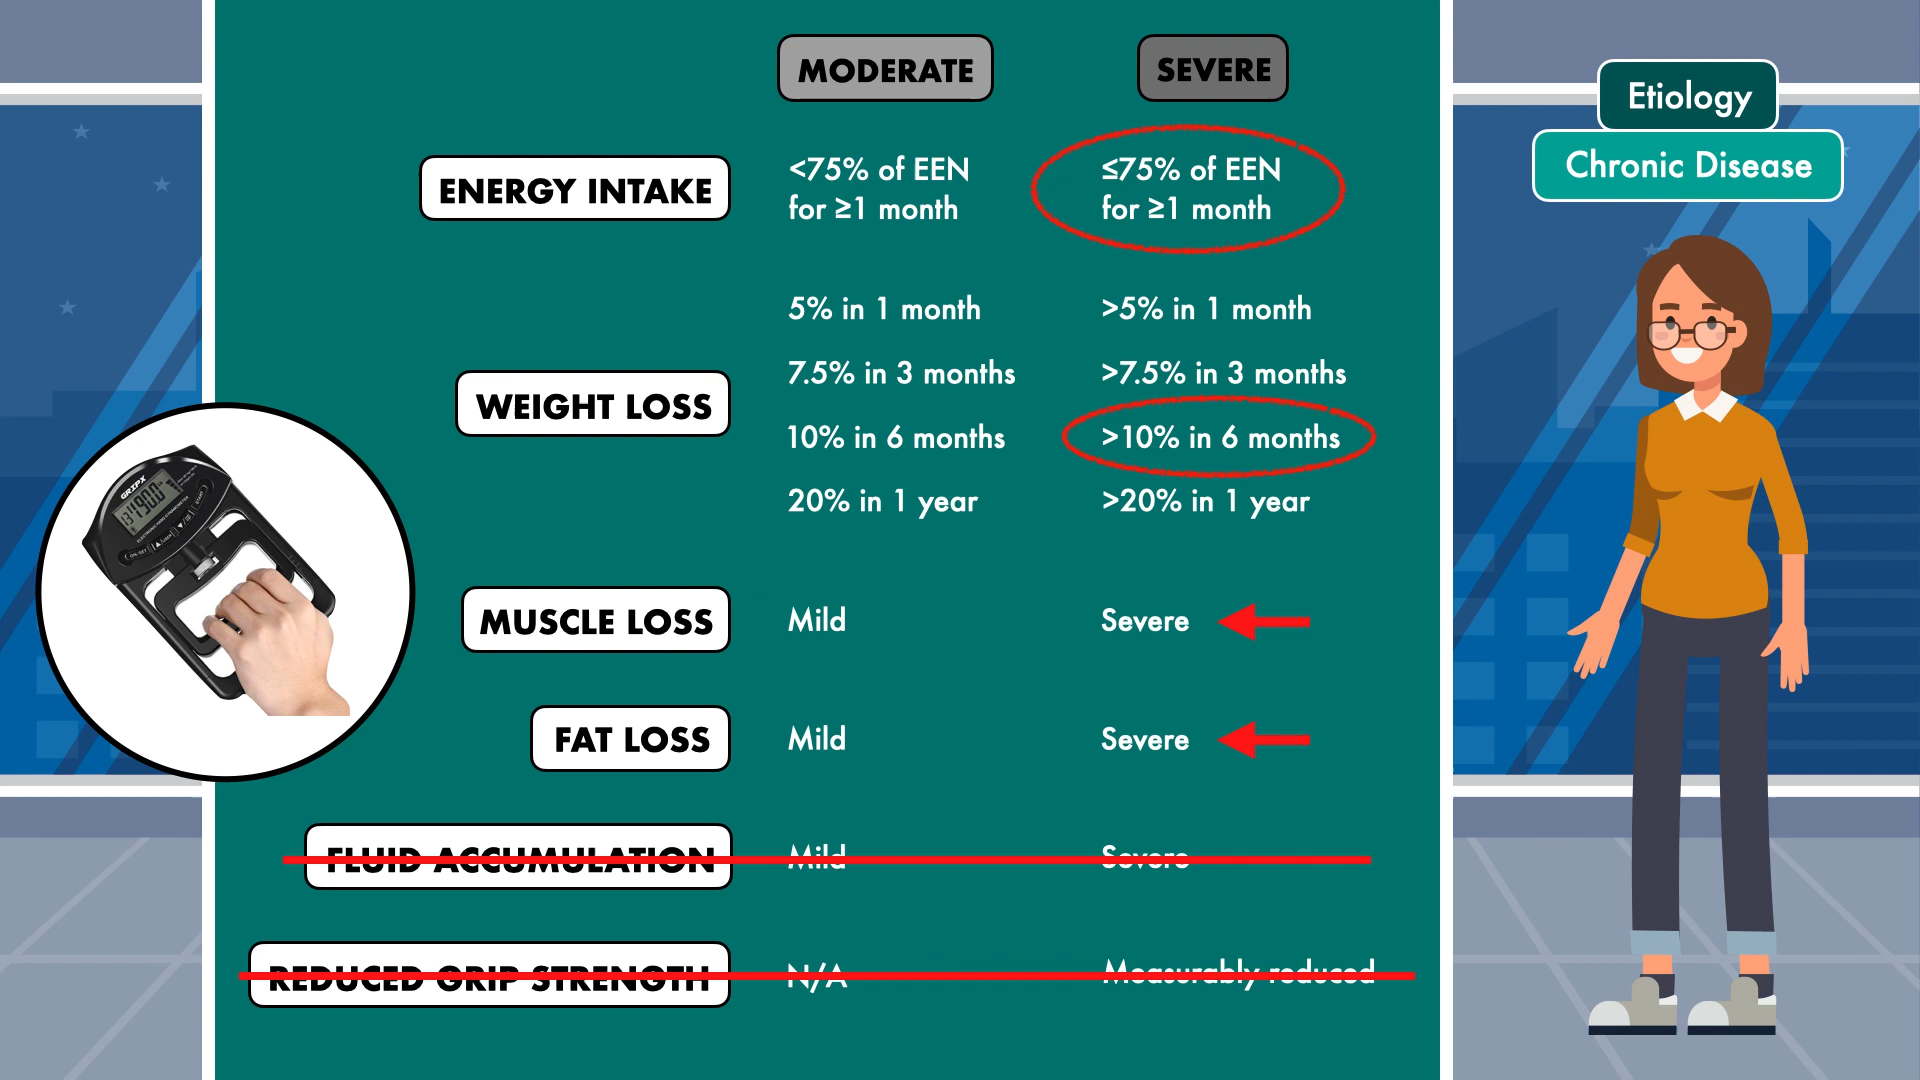 MODERATE
SEVERE
Etiology
Chronic Disease
ENERGY INTAKE
<75% of EEN
for ≥1 month
≤75% of EEN
for ≥1 month
WEIGHT LOSS
5% in 1 month
>5% in 1 month
7.5% in 3 months
>7.5% in 3 months
10% in 6 months
>10% in 6 months
20% in 1 year
>20% in 1 year
GRIPX
MUSCLE LOSS
Mild
Severe
FAT LOSS
Mild
Severe
FLUID ACCUMULATION
Mild
Severe
REDUCED GRIP STRENGTH
N/A
Measurably reduced